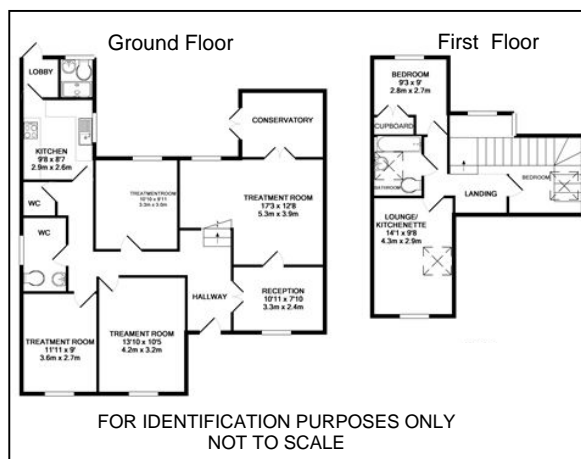 Ground Floor
First Floor
LOBBY
KITCHEN
9'8 x 8'7
2.9m x 2.6m
WC
WC
CONSERVATORY
TREATMENT ROOM
TREATMENT ROOM
17'3 x 12'8
5.3m x 3.9m
HALLWAY
RECEPTION
10'11 x 7'10
3.3m x 2.4m
TREATMENT ROOM
11'11 x 9'
3.6m x 2.7m
TREAMENT ROOM
13'10 x 10'5
4.2m x 3.2m
BEDROOM
9'3 x 9'
2.8m x 2.7m
CUPBOARD
BATHROOM
LANDING
BEDROOM
LOUNGE/
KITCHENETTE
14'1 x 9'8
4.3m x 2.9m
FOR IDENTIFICATION PURPOSES ONLY
NOT TO SCALE